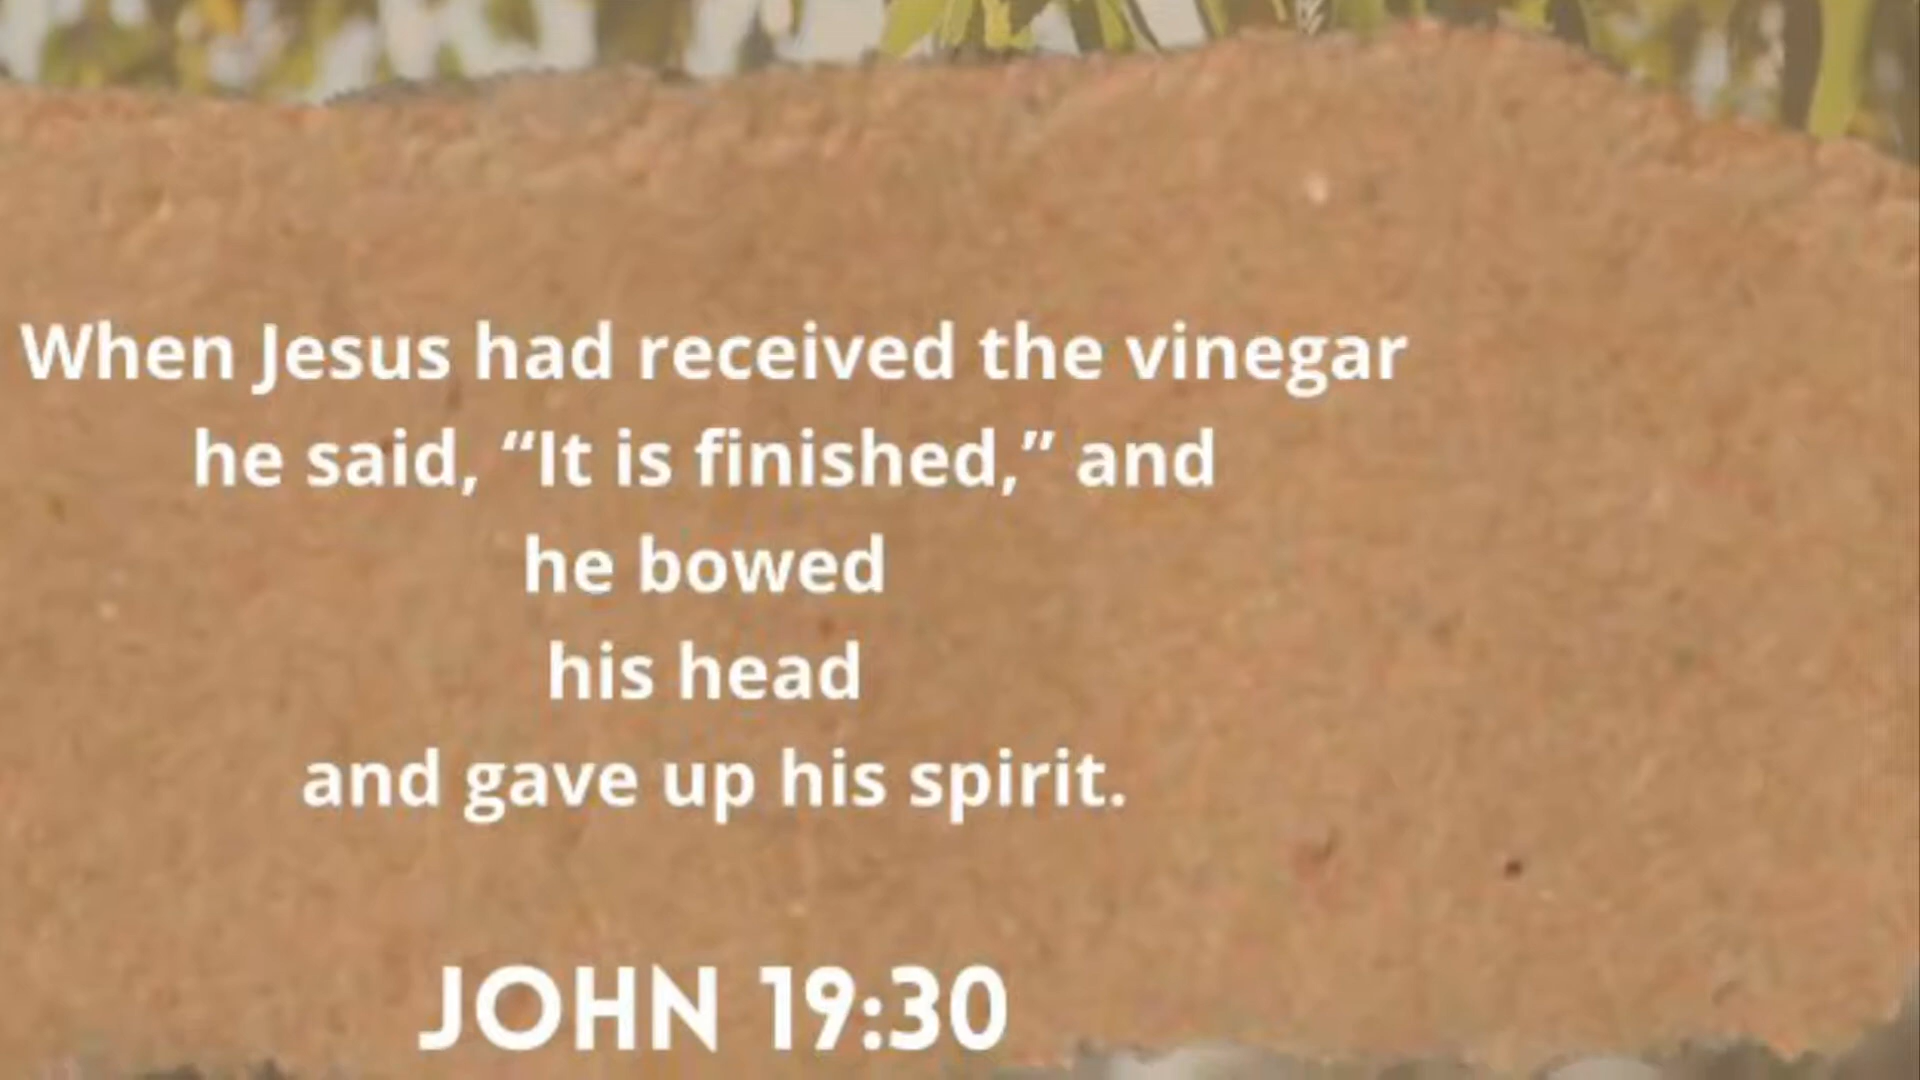 When Jesus had received the vinegar
he said, “It is finished,” and
he bowed
his head
and gave up his spirit.
JOHN 19:30